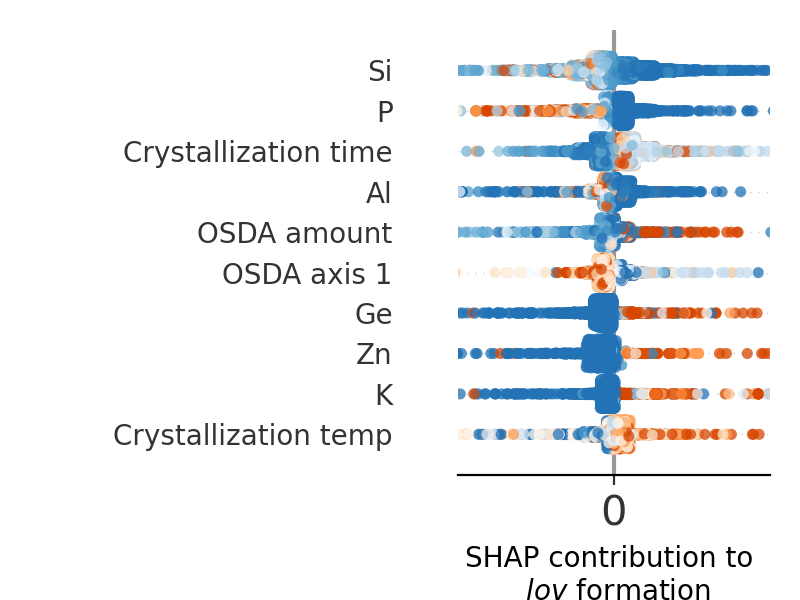 Si
P
Crystallization time
Al
OSDA amount
OSDA axis 1
Ge
Zn
K
Crystallization temp
0
SHAP contribution to
lov formation